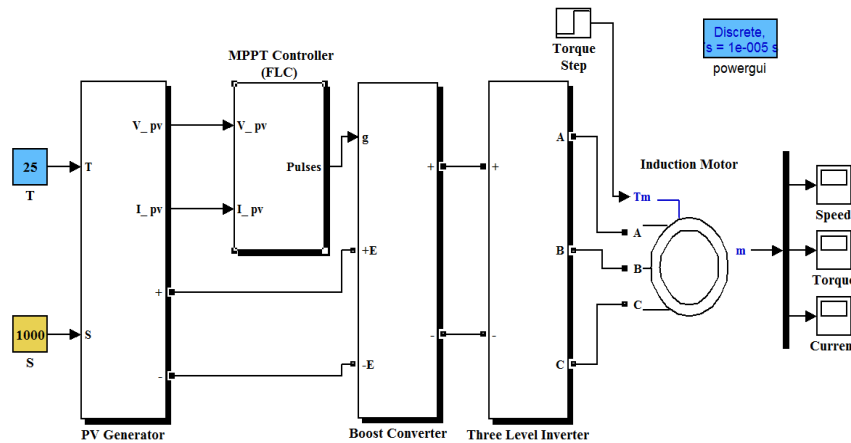 Discrete,
s = 1e-005 s
powergui
Torque
Step
MPPT Controller
(FLC)
V_ pv
V_ pv
A
25
T
T
g
Pulses
+
+
Induction Motor
Tm
Speed
I_ pv
I_ pv
A
+E
B
B
m
Torque
+
C
1000
S
S
-
-
-
-E
C
Curren
PV Generator
Boost Converter
Three Level Inverter